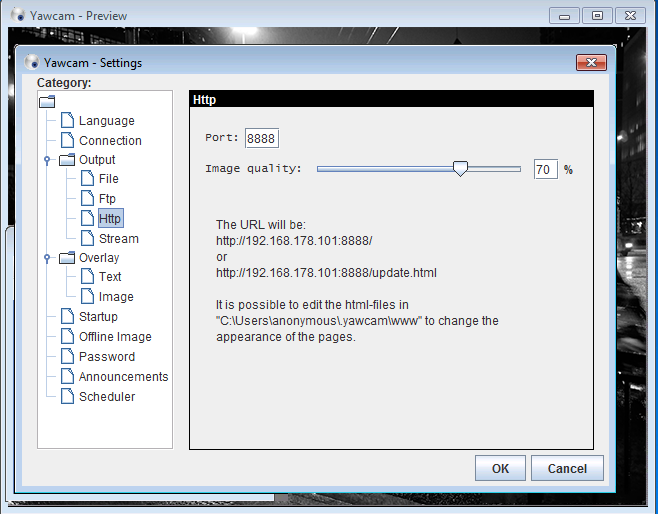 Yawcam - Preview
Yawcam - Settings
Category:
Language
Connection
Output
File
Ftp
Http
Stream
Overlay
Text
Image
Startup
Offline Image
Password
Announcements
Scheduler
Http
Port: 8888
Image quality: 70 %
The URL will be:
http://192.168.178.101:8888/
or
http://192.168.178.101:8888/update.html
It is possible to edit the html-files in
"C:\Users\anonymous\.yawcam\www" to change the
appearance of the pages.
OK Cancel